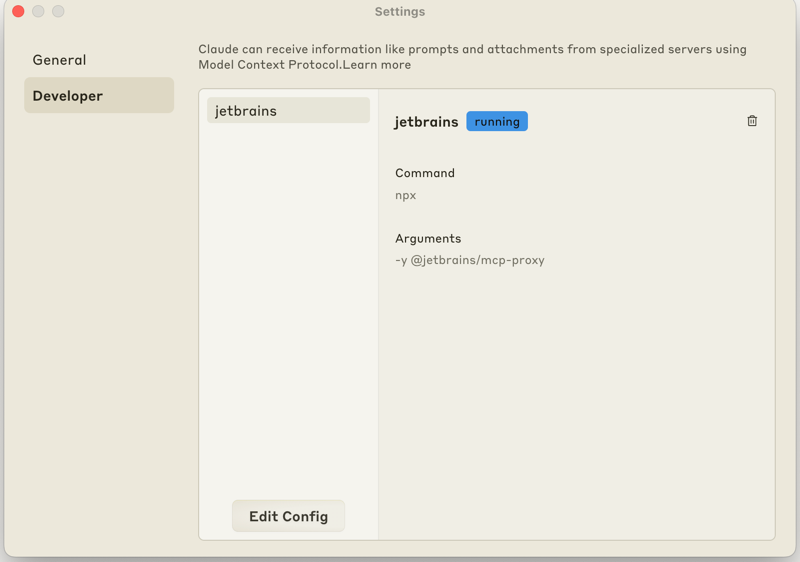 Settings
General
Developer
Claude can receive information like prompts and attachments from specialized servers using
Model Context Protocol.Learn more
jetbrains
jetbrains running
Command
npx
Arguments
-y @jetbrains/mcp-proxy
Edit Config